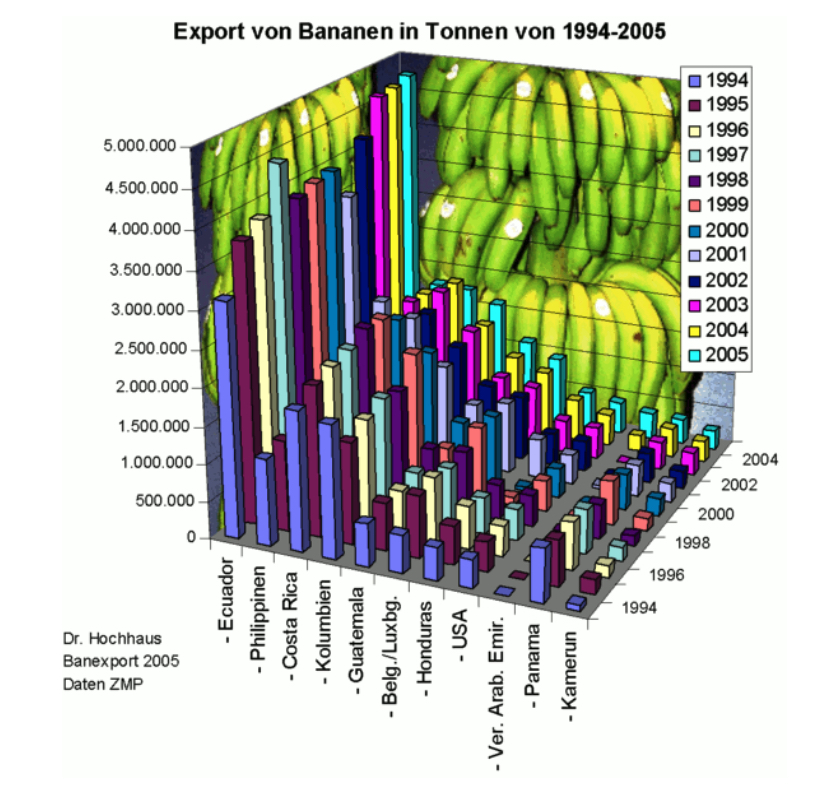 Export von Bananen in Tonnen von 1994-2005
1994
1995
1996
1997
1998
1999
2000
2001
2002
2003
2004
2005
5.000.000
4.500.000
4.000.000
3.500.000
3.000.000
2.500.000
2.000.000
1.500.000
1.000.000
500.000
0
2004
2002
2000
1998
1996
1994
- Ecuador
- Philippinen
- Costa Rica
- Kolumbien
- Guatemala
- Belg./Luxbg.
- Honduras
- USA
- Ver. Arab. Emir.
- Panama
- Kamerun
Dr. Hochhaus
Banexport 2005
Daten ZMP